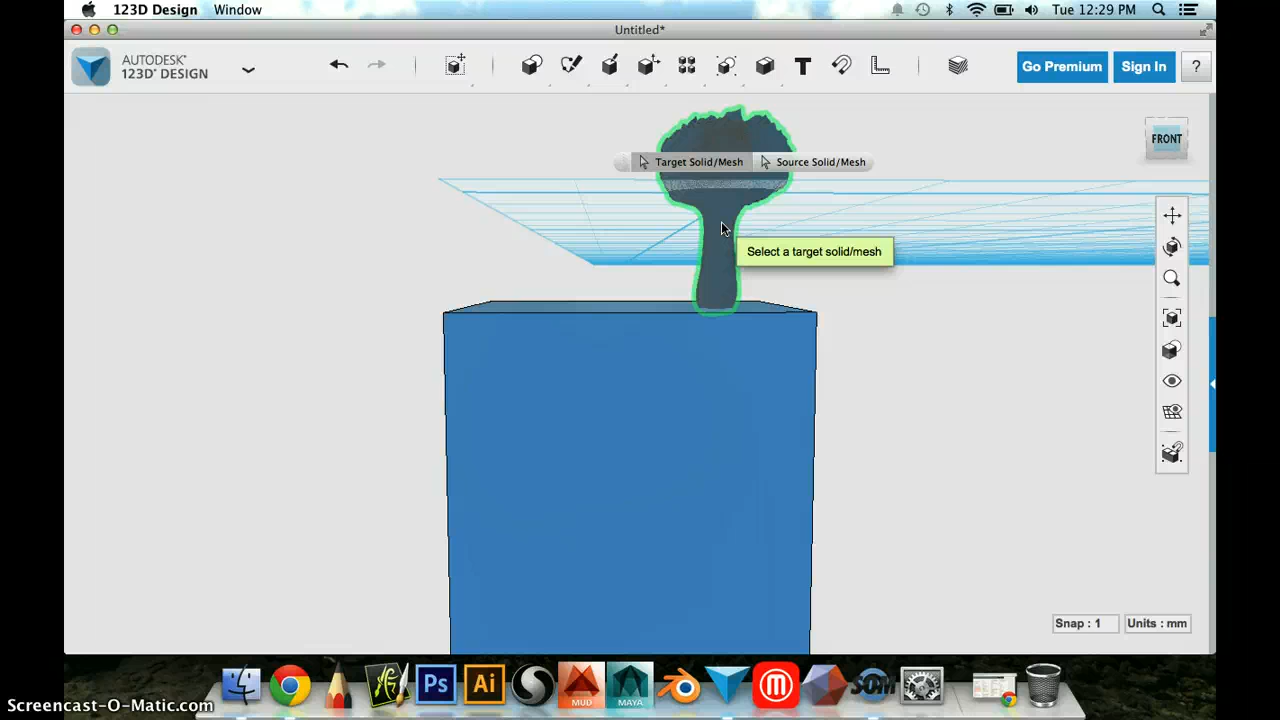 123D Design Window
Tue 12:29 PM
Untitled*
AUTODESK®
123D® DESIGN
Go Premium
Sign In
?
FRONT
Target Solid/Mesh
Source Solid/Mesh
Select a target solid/mesh
Snap : 1
Units : mm
Ps
Ai
MUD
MAYA
SOM
Screencast-O-Matic.com